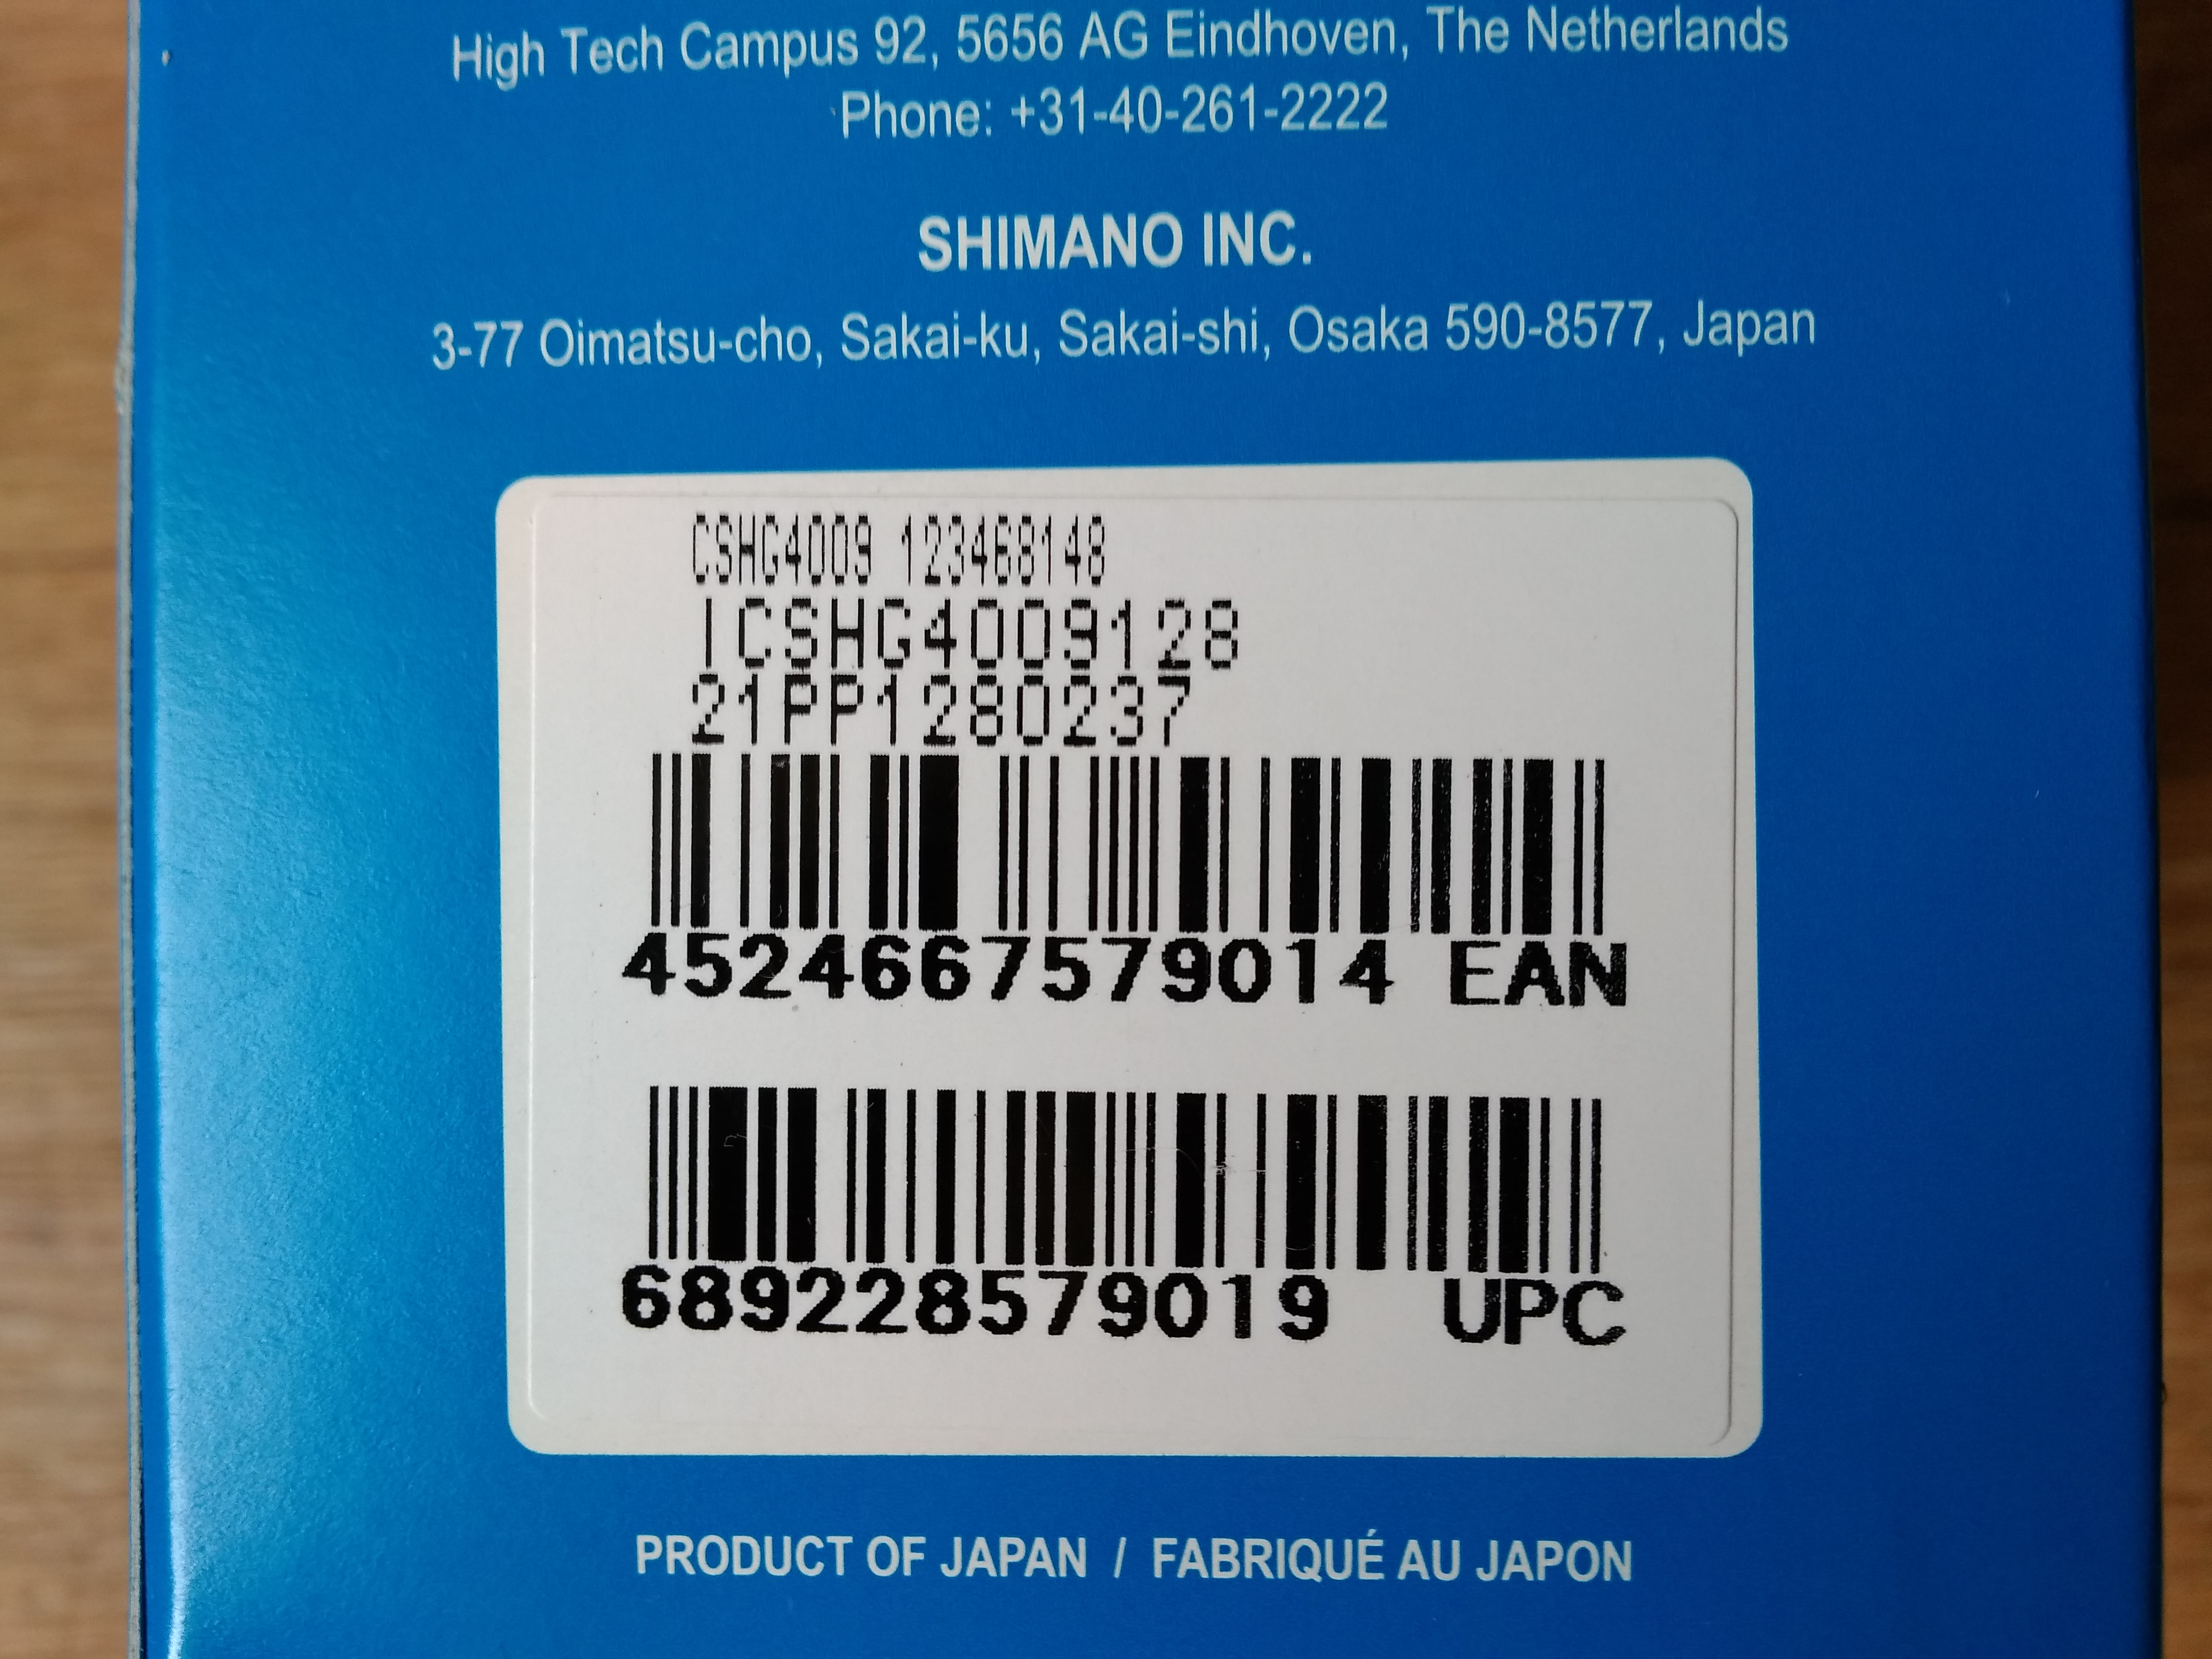 High Tech Campus 92, 5656 AG Eindhoven, The Netherlands
Phone: +31-40-261-2222
SHIMANO INC.
3-77 Oimatsu-cho, Sakai-ku, Sakai-shi, Osaka 590-8577, Japan
CSHG4009 123468148
ICSHG4009128
21PP1280237
4524667579014 EAN
689228579019 UPC
PRODUCT OF JAPAN / FABRIQUÉ AU JAPON